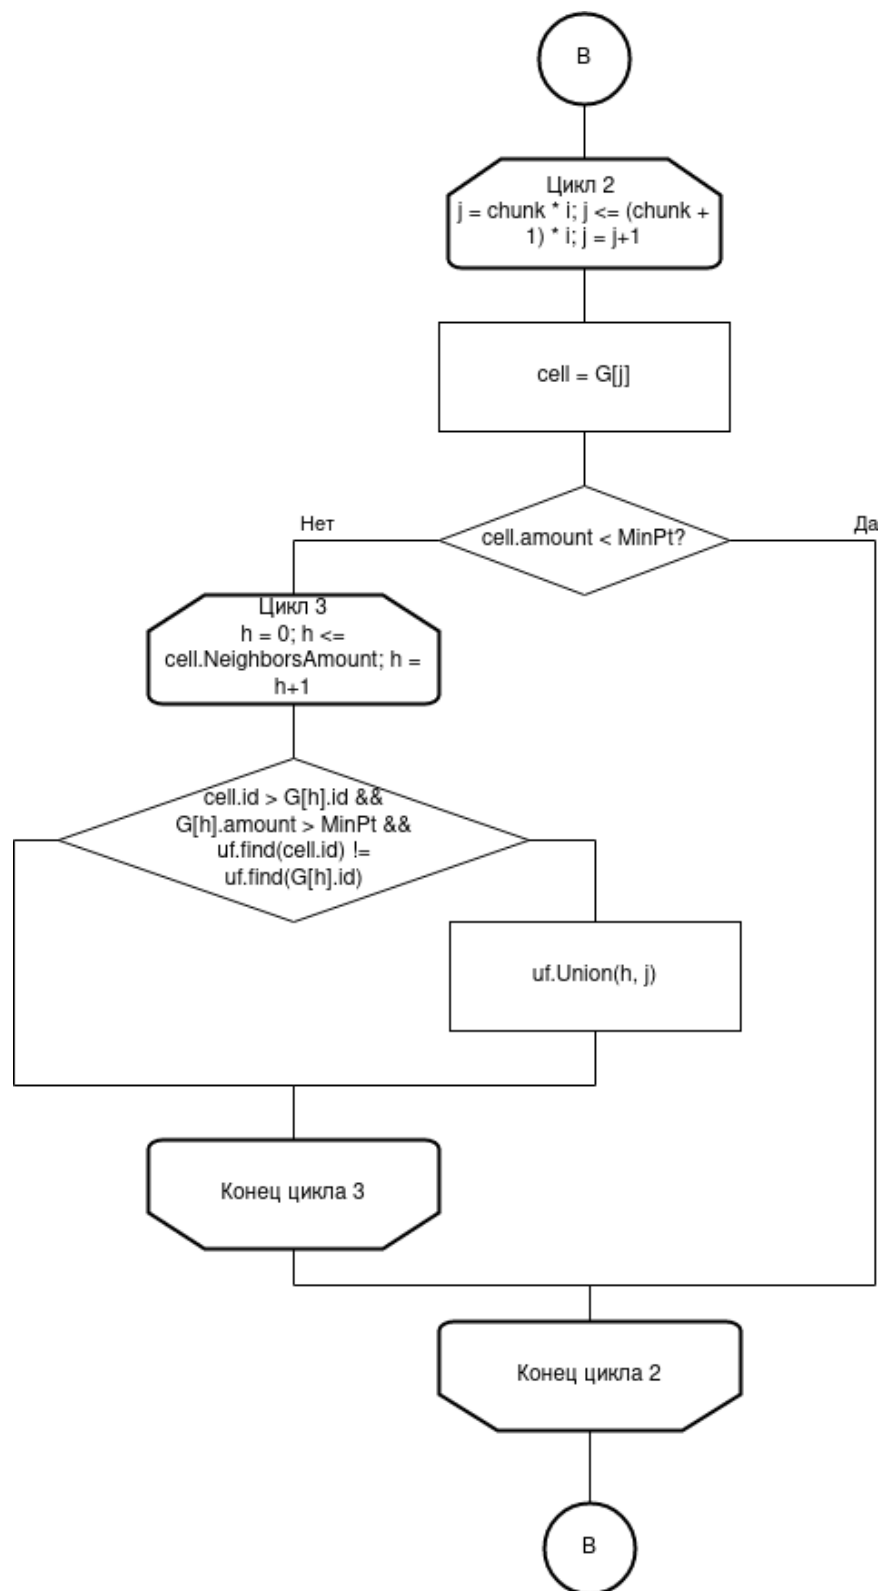 B
Цикл 2
j = chunk * i; j <= (chunk +
1) * i; j = j+1
cell = G[j]
cell.amount < MinPt?
Нет
Да
Цикл 3
h = 0; h <=
cell.NeighborsAmount; h =
h+1
cell.id > G[h].id &&
G[h].amount > MinPt &&
uf.find(cell.id) !=
uf.find(G[h].id)
uf.Union(h, j)
Конец цикла 3
Конец цикла 2
B